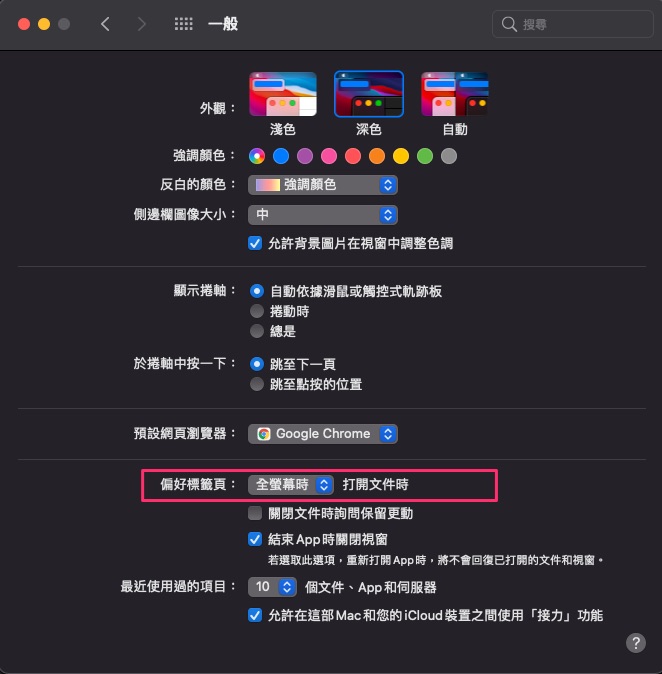 一般
搜尋
外觀：
淺色
深色
自動
強調顏色：
反白的顏色：
強調顏色
側邊欄圖像大小：
中
允許背景圖片在視窗中調整色調
顯示捲軸：
自動依據滑鼠或觸控式軌跡板
捲動時
總是
於捲軸中按一下：
跳至下一頁
跳至點按的位置
預設網頁瀏覽器：
Google Chrome
偏好標籤頁：
全螢幕時
打開文件時
關閉文件時詢問保留更動
結束 App 時關閉視窗
若選取此選項，重新打開 App 時，將不會回復已打開的文件和視窗。
最近使用過的項目：
10
個文件、App 和伺服器
允許在這部 Mac 和您的 iCloud 裝置之間使用「接力」功能
?